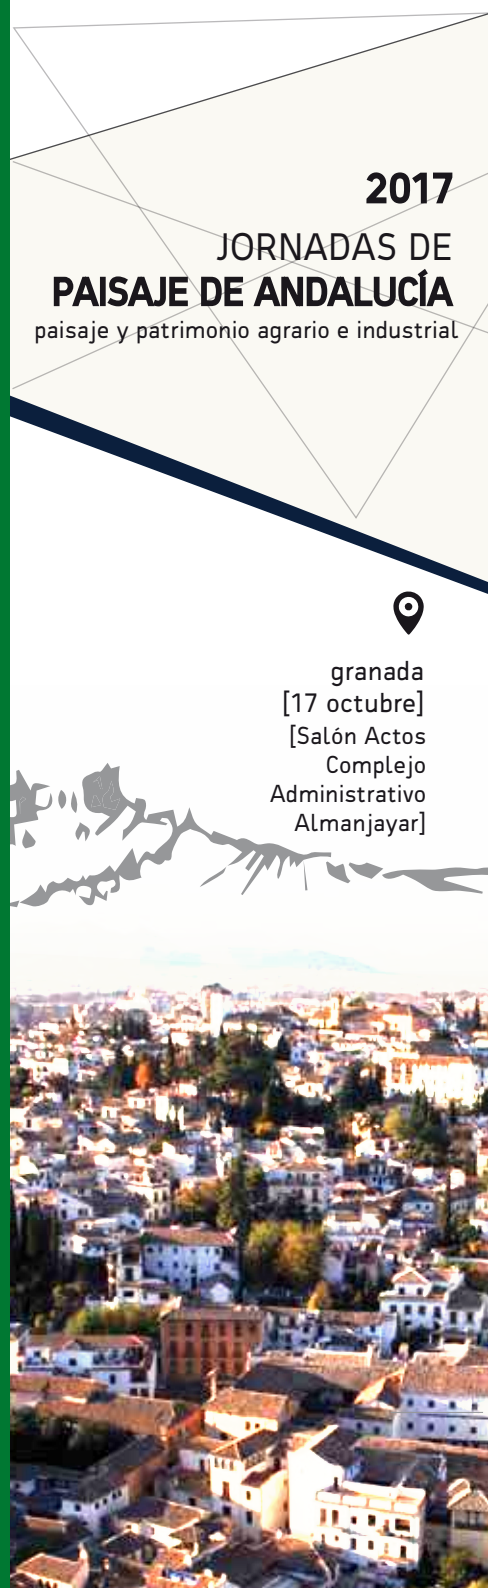 2017
JORNADAS DE
PAISAJE DE ANDALUCÍA
paisaje y patrimonio agrario e industrial
granada
[17 octubre]
[Salón Actos
Complejo
Administrativo
Almanjayar]